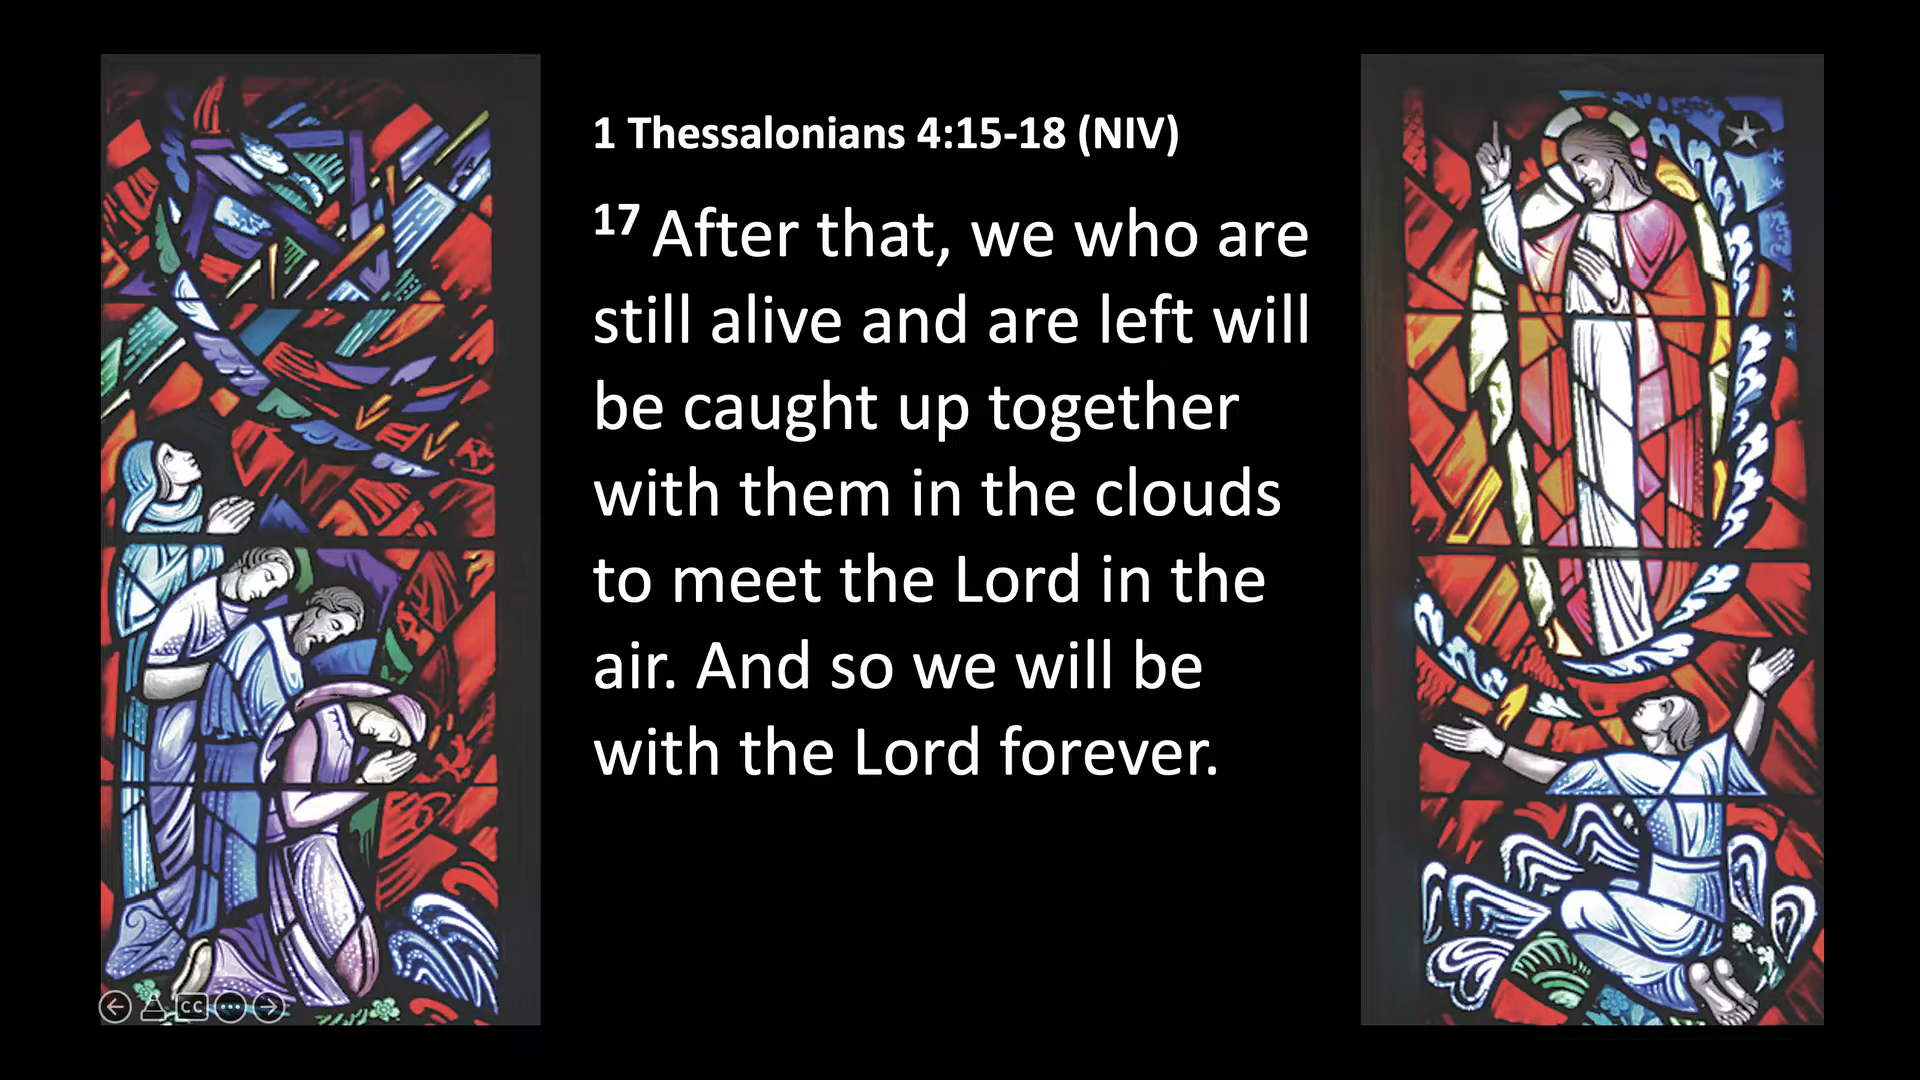 1 Thessalonians 4:15-18 (NIV)
17 After that, we who are
still alive and are left will
be caught up together
with them in the clouds
to meet the Lord in the
air. And so we will be
with the Lord forever.
CC